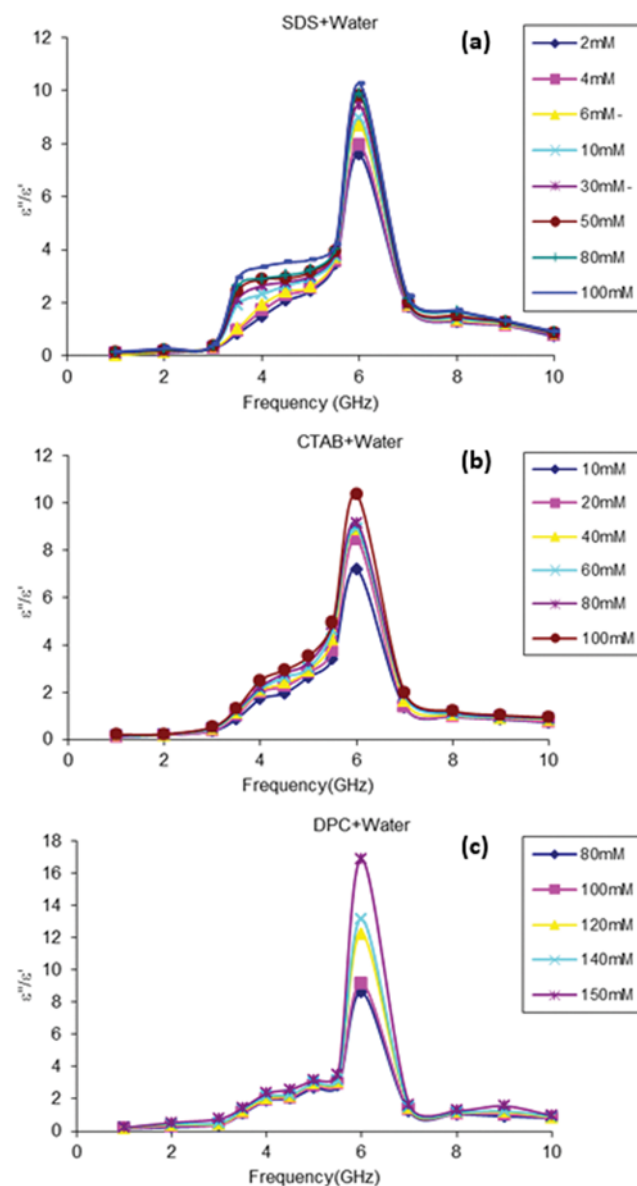 SDS+Water
(a)
12
10
8
6
4
2
0
ε"/ε'
0 2 4 6 8 10
Frequency (GHz)
2mM
4mM
6mM-
10mM
30mM-
50mM
80mM
100mM
CTAB+Water
(b)
12
10
8
6
4
2
0
ε"/ε'
0 2 4 6 8 10
Frequency(GHz)
10mM
20mM
40mM
60mM
80mM
100mM
DPC+Water
(c)
18
16
14
12
10
8
6
4
2
0
ε"/ε'
0 2 4 6 8 10
Frequency(GHz)
80mM
100mM
120mM
140mM
150mM